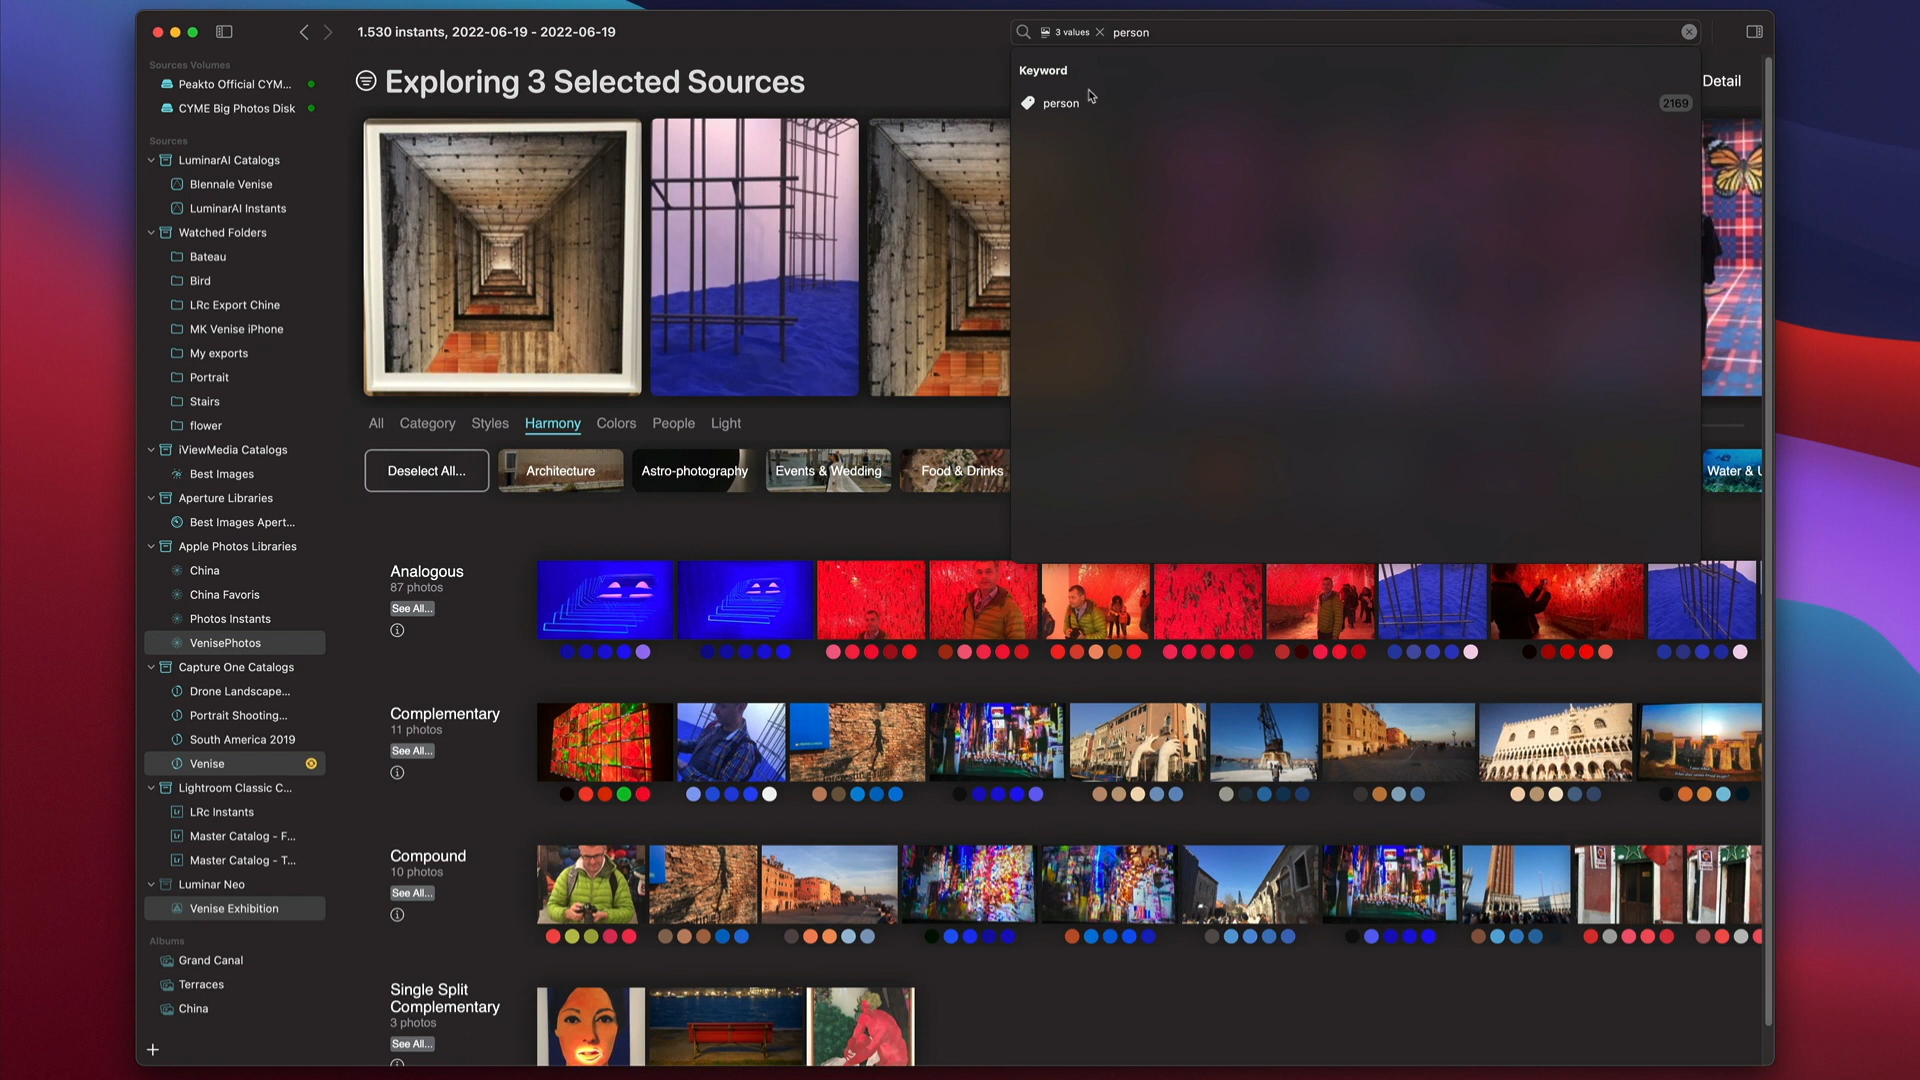 1.530 instants, 2022-06-19 - 2022-06-19
3 values
person
Sources Volumes
Peakto Official CYM...
CYME Big Photos Disk
Sources
LuminarAI Catalogs
BIennale Venise
LuminarAI Instants
Watched Folders
Bateau
Bird
LRc Export Chine
MK Venise iPhone
My exports
Portrait
Stairs
flower
iViewMedia Catalogs
Best Images
Aperture Libraries
Best Images Apert...
Apple Photos Libraries
China
China Favoris
Photos Instants
VenisePhotos
Capture One Catalogs
Drone Landscape...
Portrait Shooting...
South America 2019
Venise
Lightroom Classic C...
LRc Instants
Master Catalog - F...
Master Catalog - T...
Luminar Neo
Venise Exhibition
Albums
Grand Canal
Terraces
China
Exploring 3 Selected Sources
Keyword
person
2169
Detail
All Category Styles Harmony Colors People Light
Deselect All...
Architecture
Astro-photography
Events & Wedding
Food & Drinks
Water & U
Analogous
87 photos
See All...
Complementary
11 photos
See All...
Compound
10 photos
See All...
Single Split
Complementary
3 photos
See All...